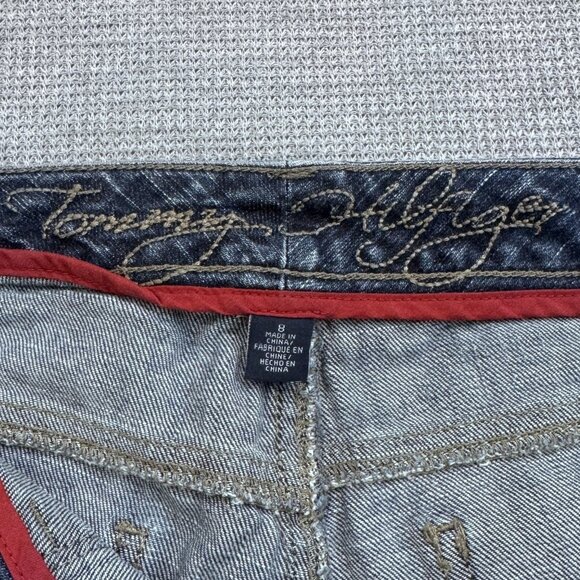 Tommy Hilfiger
8
MADE IN
CHINA/
FABRIQUE EN
CHINE/
HECHO EN
CHINA